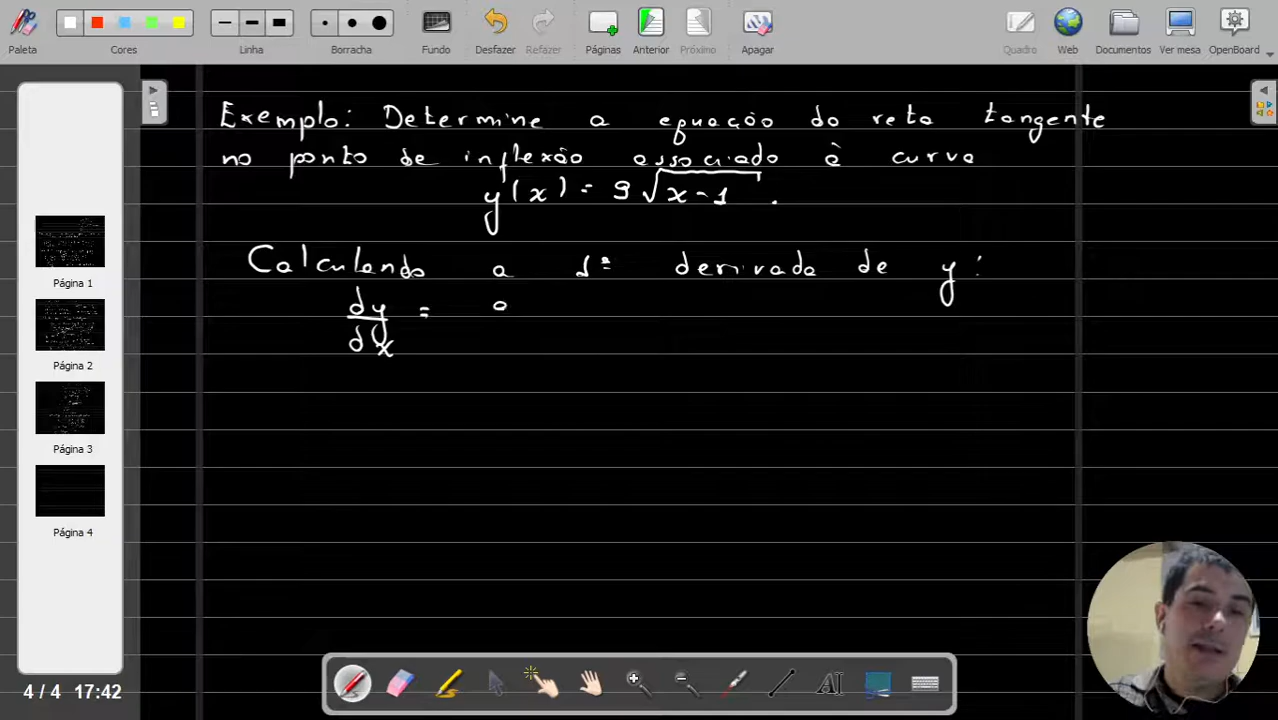 Paleta Cores Linha Borracha Fundo Desfazer Refazer Páginas Anterior Próximo Apagar Quadro Web Documentos Ver mesa OpenBoard
Exemplo: Determine a equação da reta tangente
no ponto de inflexão associado à curva
y(x) = 9√x-1 .
Calculando a 1ª derivada de y:
dy/dx =
Página 1
Página 2
Página 3
Página 4
4 / 4 17:42